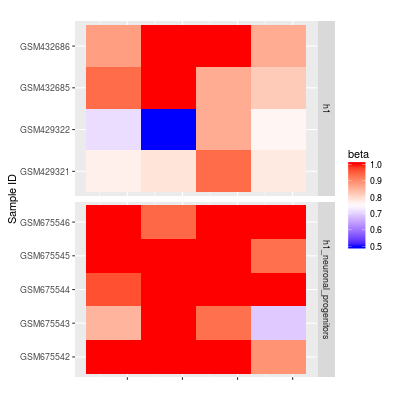 Sample ID
GSM432686
GSM432685
GSM429322
GSM429321
h1
GSM675546
GSM675545
GSM675544
GSM675543
GSM675542
h1_neuronal_progenitors
beta
1.0
0.9
0.8
0.7
0.6
0.5